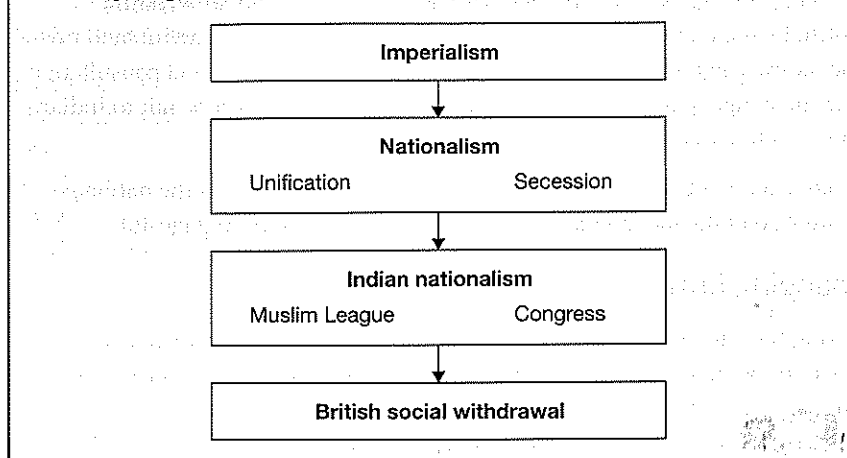 Imperialism
Nationalism
Unification Secession
Indian nationalism
Muslim League Congress
British social withdrawal